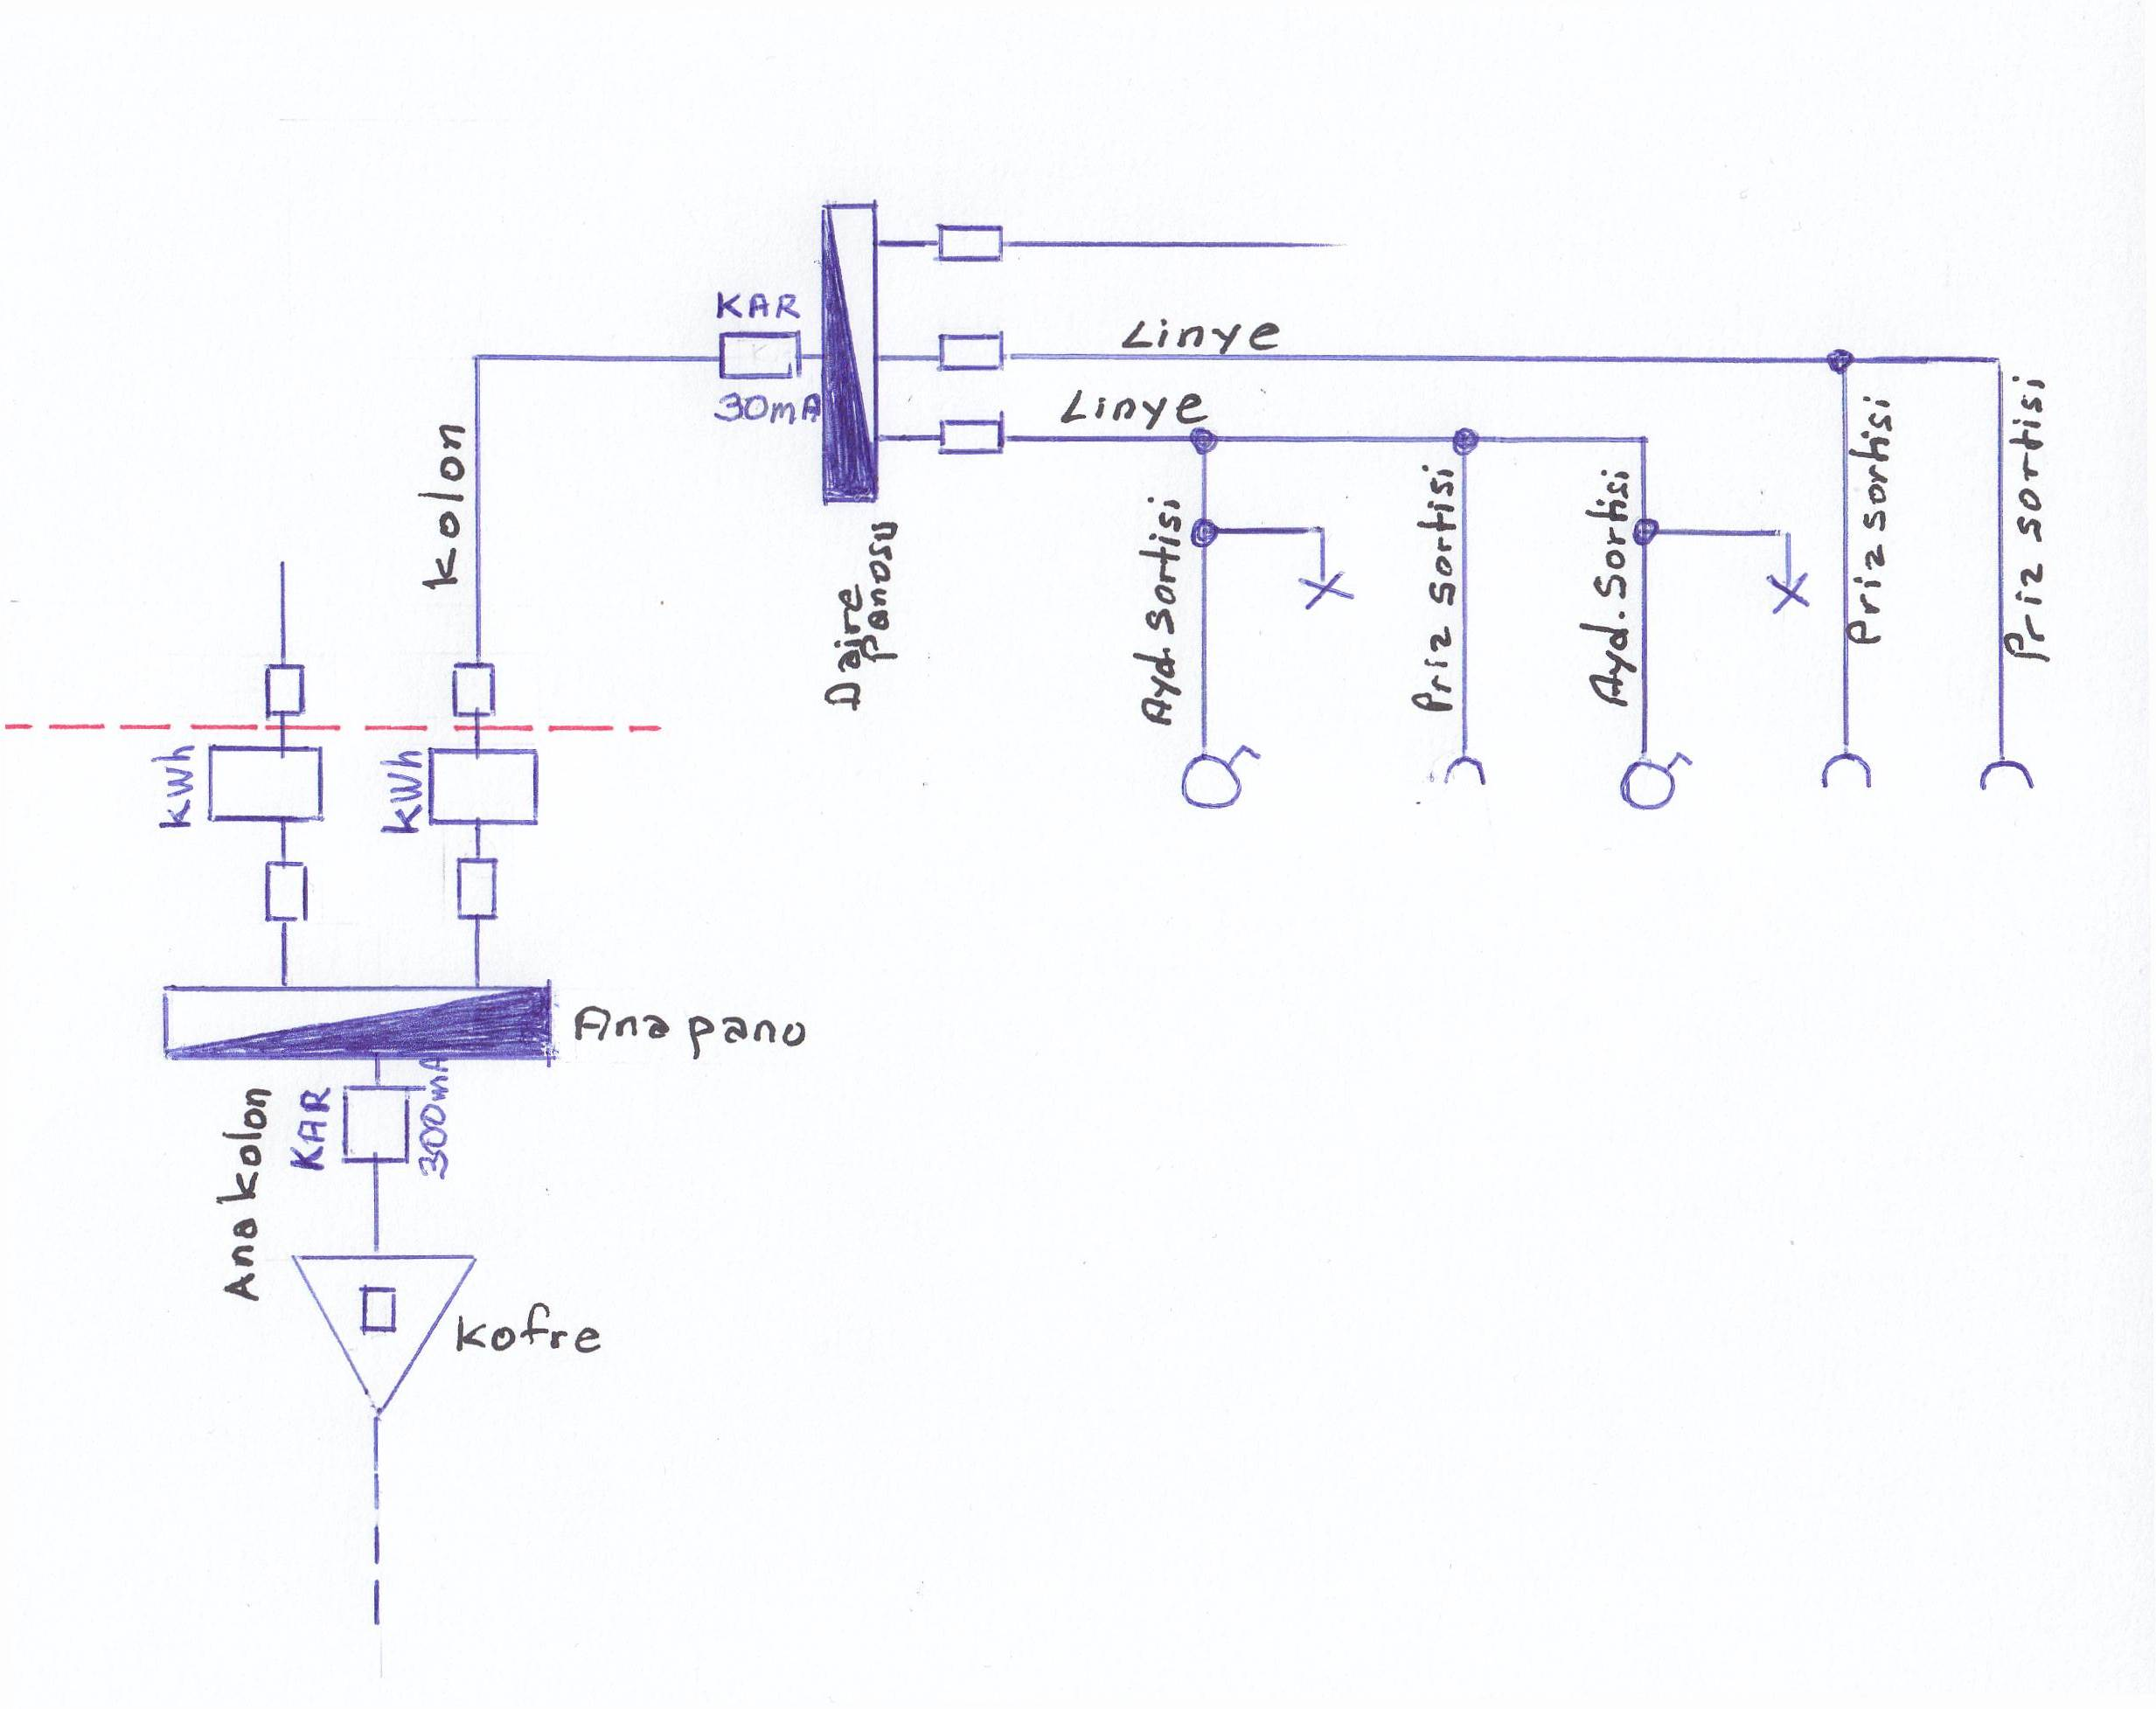 KAR
30mA
Linye
Linye
kolon
Daire
panosu
Ayd. Sortisi
Priz sortisi
Ayd. Sortisi
Priz sortisi
Priz sortisi
kWh
kWh
Ana pano
Ana kolon
KAR
300mA
Kofre